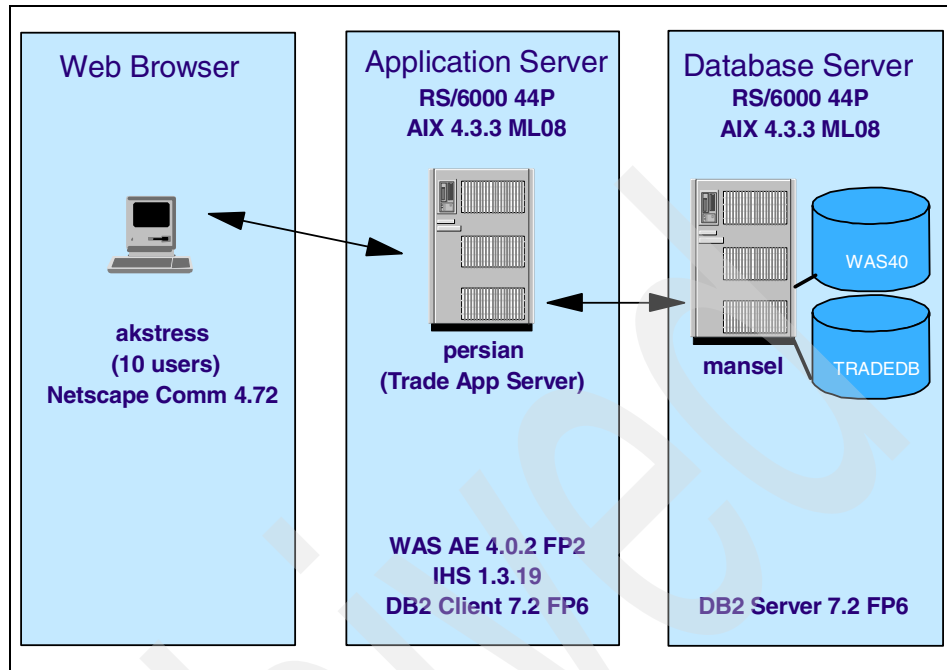 Web Browser
akstress
(10 users)
Netscape Comm 4.72
Application Server
RS/6000 44P
AIX 4.3.3 ML08
persian
(Trade App Server)
WAS AE 4.0.2 FP2
IHS 1.3.19
DB2 Client 7.2 FP6
Database Server
RS/6000 44P
AIX 4.3.3 ML08
WAS40
mansel
TRADEDB
DB2 Server 7.2 FP6